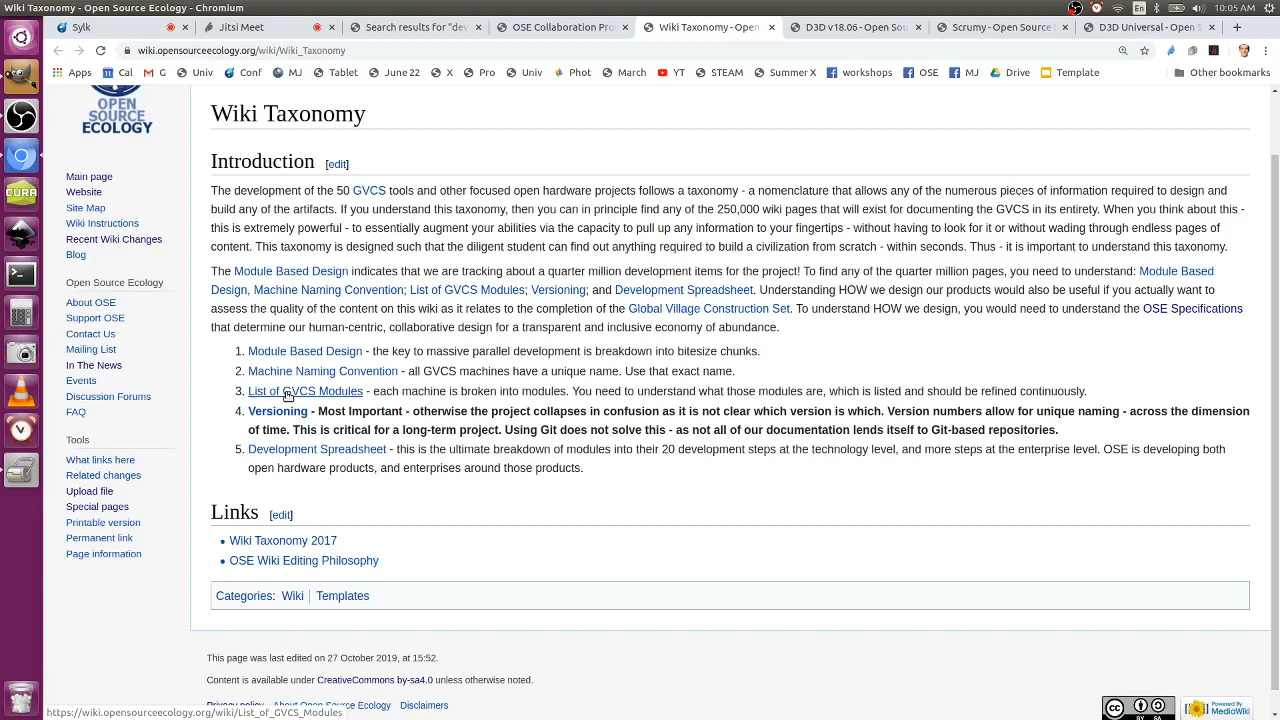 Wiki Taxonomy - Open Source Ecology - Chromium
En
10:05 AM
Sylk
Jitsi Meet
Search results for "dev
OSE Collaboration Pro
Wiki Taxonomy - Open
D3D v18.06 - Open Sou
Scrumy - Open Source
D3D Universal - Open S
wiki.opensourceecology.org/wiki/Wiki_Taxonomy
Apps
Cal
G
Univ
Conf
MJ
Tablet
June 22
X
Pro
Univ
Phot
March
YT
STEAM
Summer X
workshops
OSE
MJ
Drive
Template
Other bookmarks
OPEN
SOURCE
ECOLOGY
Main page
Website
Site Map
Wiki Instructions
Recent Wiki Changes
Blog
Open Source Ecology
About OSE
Support OSE
Contact Us
Mailing List
In The News
Events
Discussion Forums
FAQ
Tools
What links here
Related changes
Upload file
Special pages
Printable version
Permanent link
Page information
Wiki Taxonomy
Introduction [edit]
The development of the 50 GVCS tools and other focused open hardware projects follows a taxonomy - a nomenclature that allows any of the numerous pieces of information required to design and
build any of the artifacts. If you understand this taxonomy, then you can in principle find any of the 250,000 wiki pages that will exist for documenting the GVCS in its entirety. When you think about this -
this is extremely powerful - to essentially augment your abilities via the capacity to pull up any information to your fingertips - without having to look for it or without wading through endless pages of
content. This taxonomy is designed such that the diligent student can find out anything required to build a civilization from scratch - within seconds. Thus - it is important to understand this taxonomy.
The Module Based Design indicates that we are tracking about a quarter million development items for the project! To find any of the quarter million pages, you need to understand: Module Based
Design, Machine Naming Convention; List of GVCS Modules; Versioning; and Development Spreadsheet. Understanding HOW we design our products would also be useful if you actually want to
assess the quality of the content on this wiki as it relates to the completion of the Global Village Construction Set. To understand HOW we design, you would need to understand the OSE Specifications
that determine our human-centric, collaborative design for a transparent and inclusive economy of abundance.
1. Module Based Design - the key to massive parallel development is breakdown into bitesize chunks.
2. Machine Naming Convention - all GVCS machines have a unique name. Use that exact name.
3. List of GVCS Modules - each machine is broken into modules. You need to understand what those modules are, which is listed and should be refined continuously.
4. Versioning - Most Important - otherwise the project collapses in confusion as it is not clear which version is which. Version numbers allow for unique naming - across the dimension
of time. This is critical for a long-term project. Using Git does not solve this - as not all of our documentation lends itself to Git-based repositories.
5. Development Spreadsheet - this is the ultimate breakdown of modules into their 20 development steps at the technology level, and more steps at the enterprise level. OSE is developing both
open hardware products, and enterprises around those products.
Links [edit]
Wiki Taxonomy 2017
OSE Wiki Editing Philosophy
Categories: Wiki | Templates
This page was last edited on 27 October 2019, at 15:52.
Content is available under CreativeCommons by-sa4.0 unless otherwise noted.
Privacy policy About Open Source Ecology Disclaimers
https://wiki.opensourceecology.org/wiki/List_of_GVCS_Modules
CURA
cc
BY SA
Powered By
MediaWiki